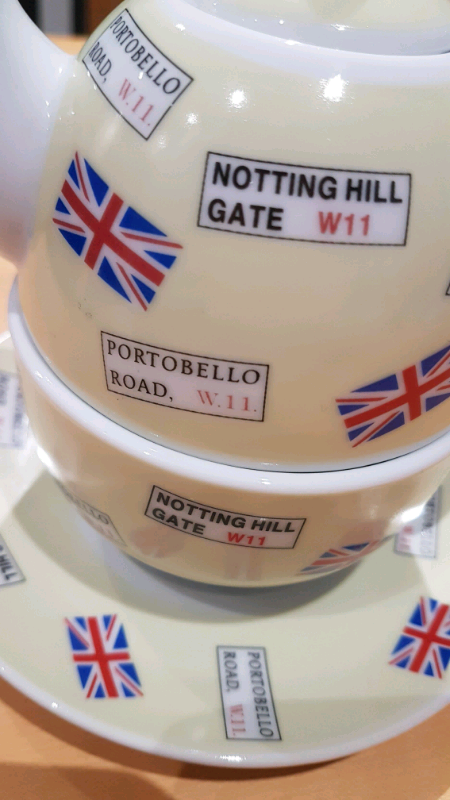 PORTOBELLO
ROAD, W.11.
NOTTING HILL
GATE W11
PORTOBELLO
ROAD, W.11.
NOTTING HILL
GATE W11
PORTOBELLO
ROAD, W.11.